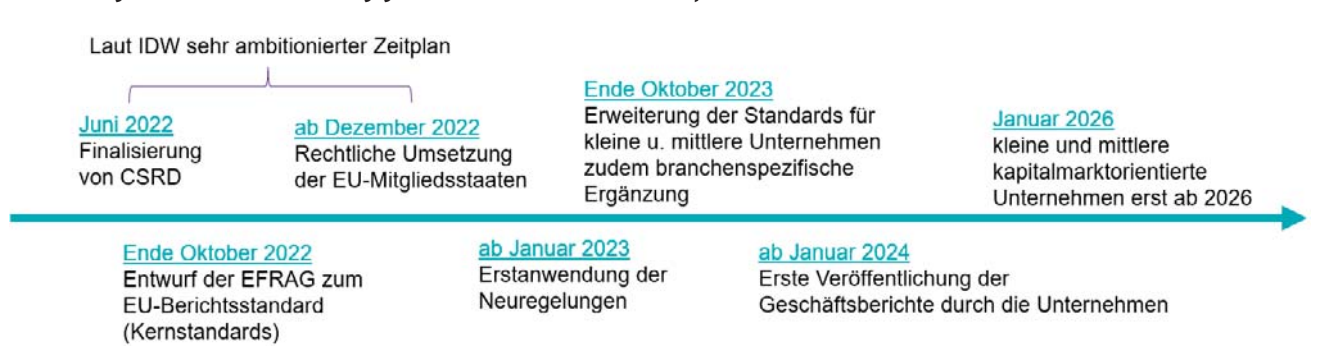 Laut IDW sehr ambitionierter Zeitplan
Juni 2022
Finalisierung
von CSRD
ab Dezember 2022
Rechtliche Umsetzung
der EU-Mitgliedsstaaten
Ende Oktober 2023
Erweiterung der Standards für
kleine u. mittlere Unternehmen
zudem branchenspezifische
Ergänzung
Januar 2026
kleine und mittlere
kapitalmarktorientierte
Unternehmen erst ab 2026
Ende Oktober 2022
Entwurf der EFRAG zum
EU-Berichtsstandard
(Kernstandards)
ab Januar 2023
Erstanwendung der
Neuregelungen
ab Januar 2024
Erste Veröffentlichung der
Geschäftsberichte durch die Unternehmen